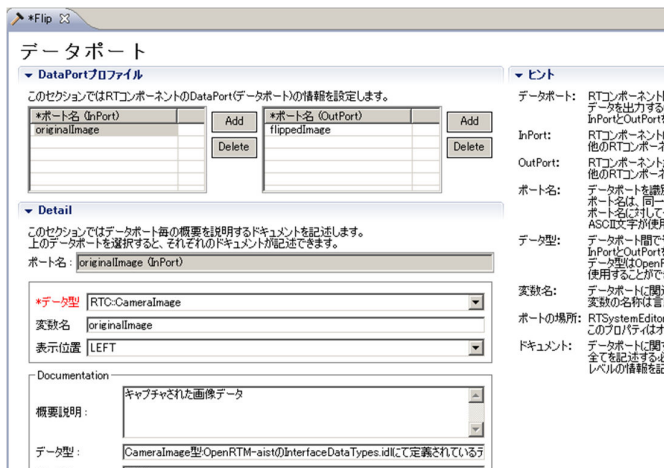 *Flip
データポート
DataPortプロファイル
このセクションではRTコンポーネントのDataPort(データポート)の情報を設定します。
*ポート名 (InPort)
originalImage
Add
Delete
*ポート名 (OutPort)
flippedImage
Add
Delete
Detail
このセクションではデータポート毎の概要を説明するドキュメントを記述します。
上のデータポートを選択すると、それぞれのドキュメントが記述できます。
ポート名: originalImage (InPort)
*データ型 RTC::CameraImage
変数名 originalImage
表示位置 LEFT
Documentation
概要説明: キャプチャされた画像データ
データ型: CameraImage型:OpenRTM-aistのInterfaceDataTypes.idlにて定義されているデ
ヒント
データポート: RTコンポーネント
データを出力する
InPortとOutPort
InPort: RTコンポーネント
他のRTコンポーネ
OutPort: RTコンポーネント
他のRTコンポーネ
ポート名: データポートを識別
ポート名は、同一
ポート名に対して
ASCII文字が使用
データ型: データポート間で
InPortとOutPort
データ型はOpenR
使用することがで
変数名: データポートに関連
変数の名称は言
ポートの場所: RTSystemEditor
このプロパティはオ
ドキュメント: データポートに関す
全てを記述する必
レベルの情報を記